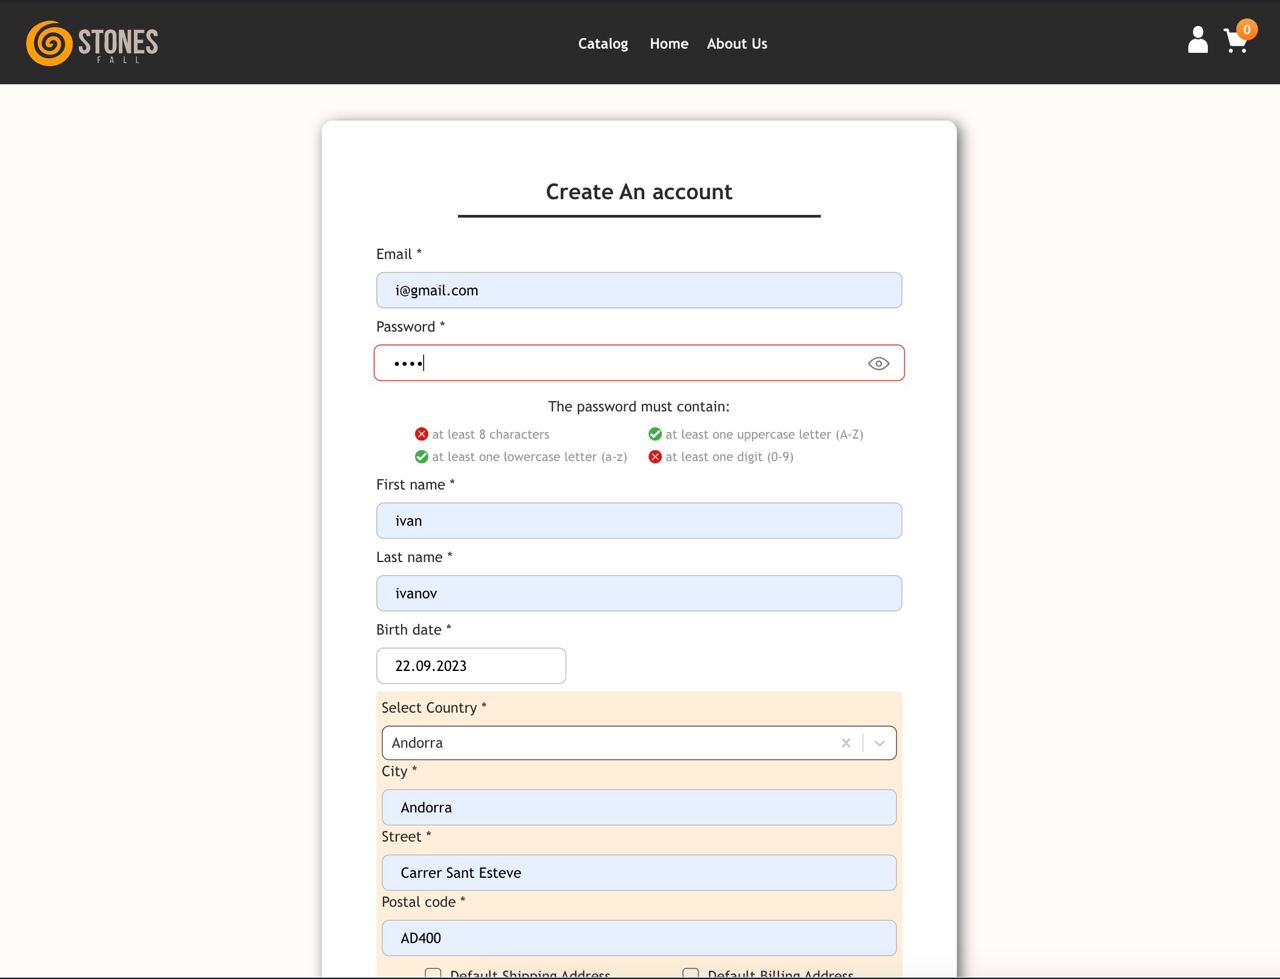 STONES
FALL
Catalog Home About Us
0
Create An account
Email *
i@gmail.com
Password *
••••
The password must contain:
at least 8 characters at least one uppercase letter (A-Z)
at least one lowercase letter (a-z) at least one digit (0-9)
First name *
ivan
Last name *
ivanov
Birth date *
22.09.2023
Select Country *
Andorra
City *
Andorra
Street *
Carrer Sant Esteve
Postal code *
AD400
Default Shipping Address Default Billing Address